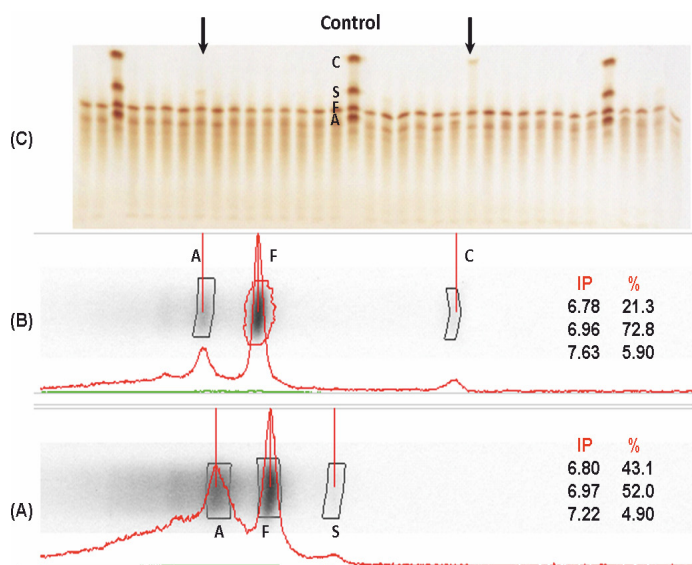 Control
C
S
F
A
(C)
A F C
IP %
6.78 21.3
6.96 72.8
7.63 5.90
(B)
IP %
6.80 43.1
6.97 52.0
7.22 4.90
(A)
A F S